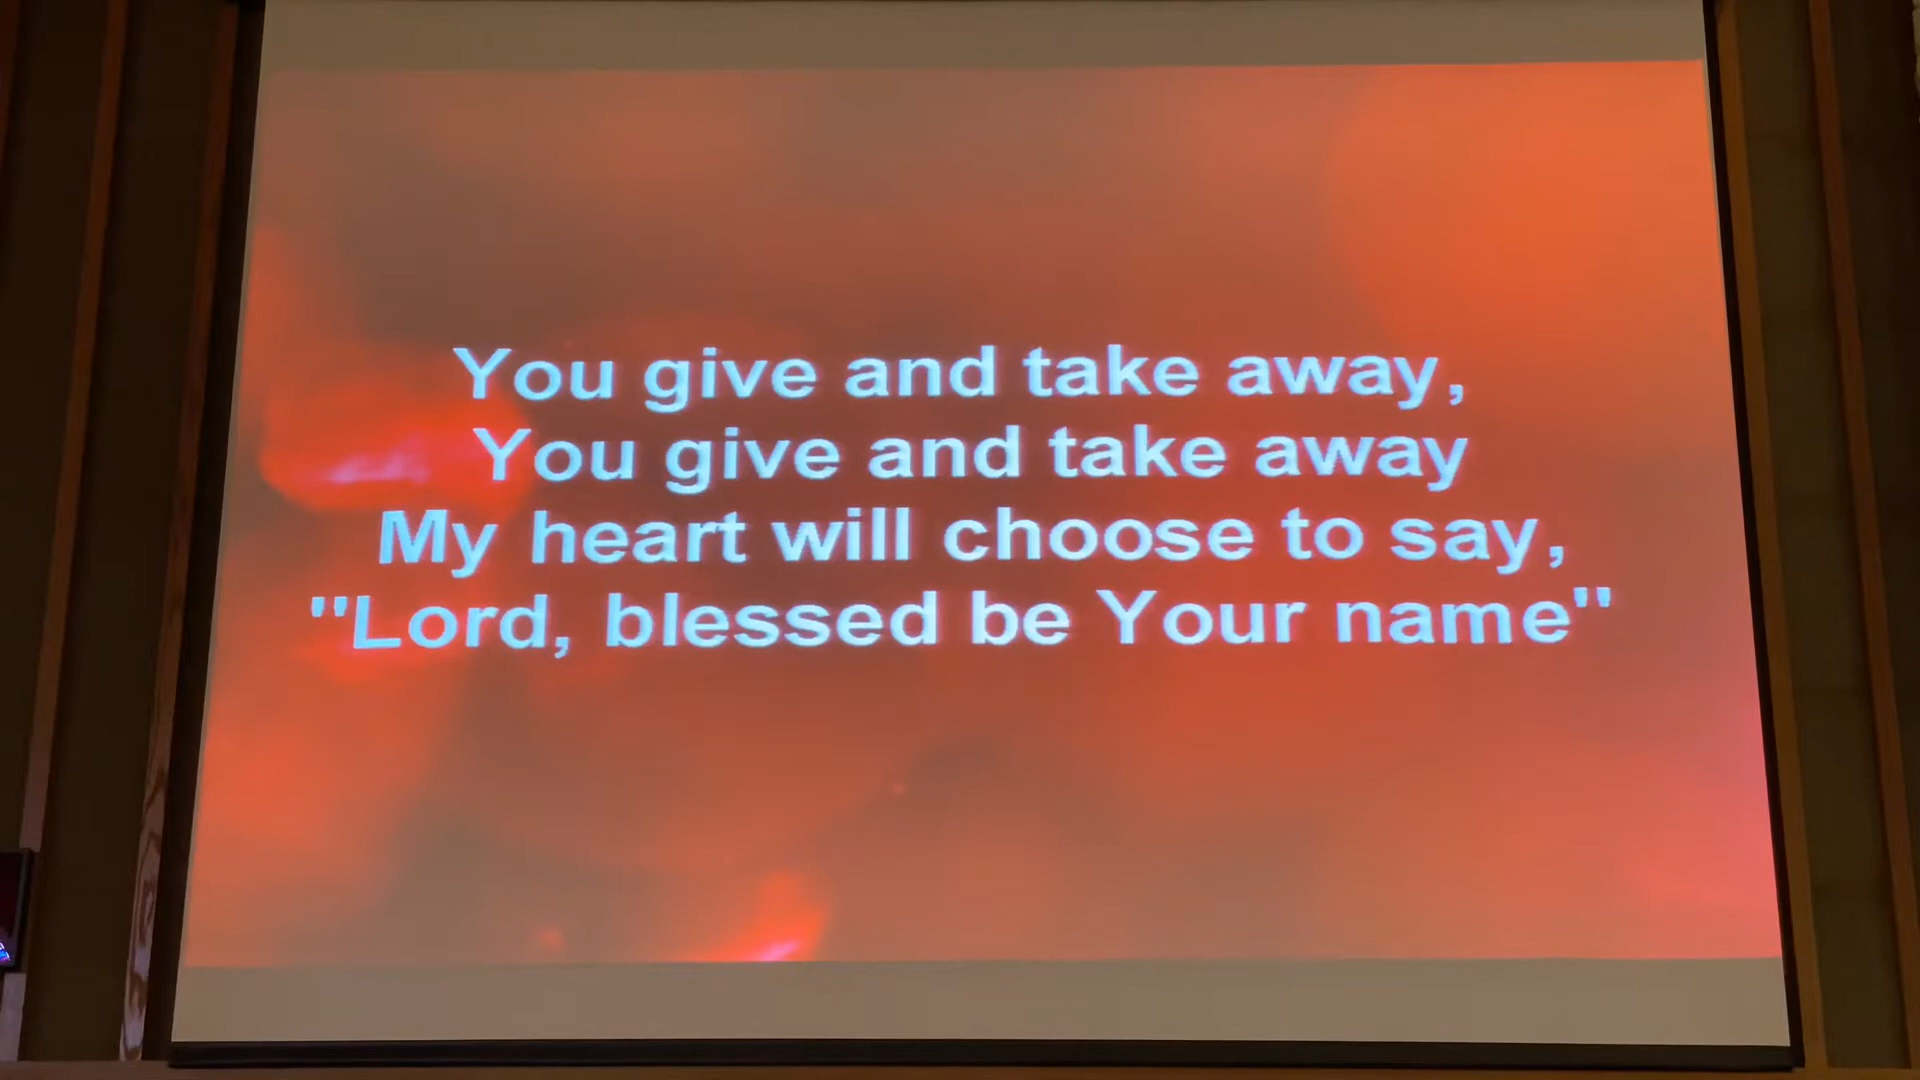 You give and take away,
You give and take away
My heart will choose to say,
"Lord, blessed be Your name"